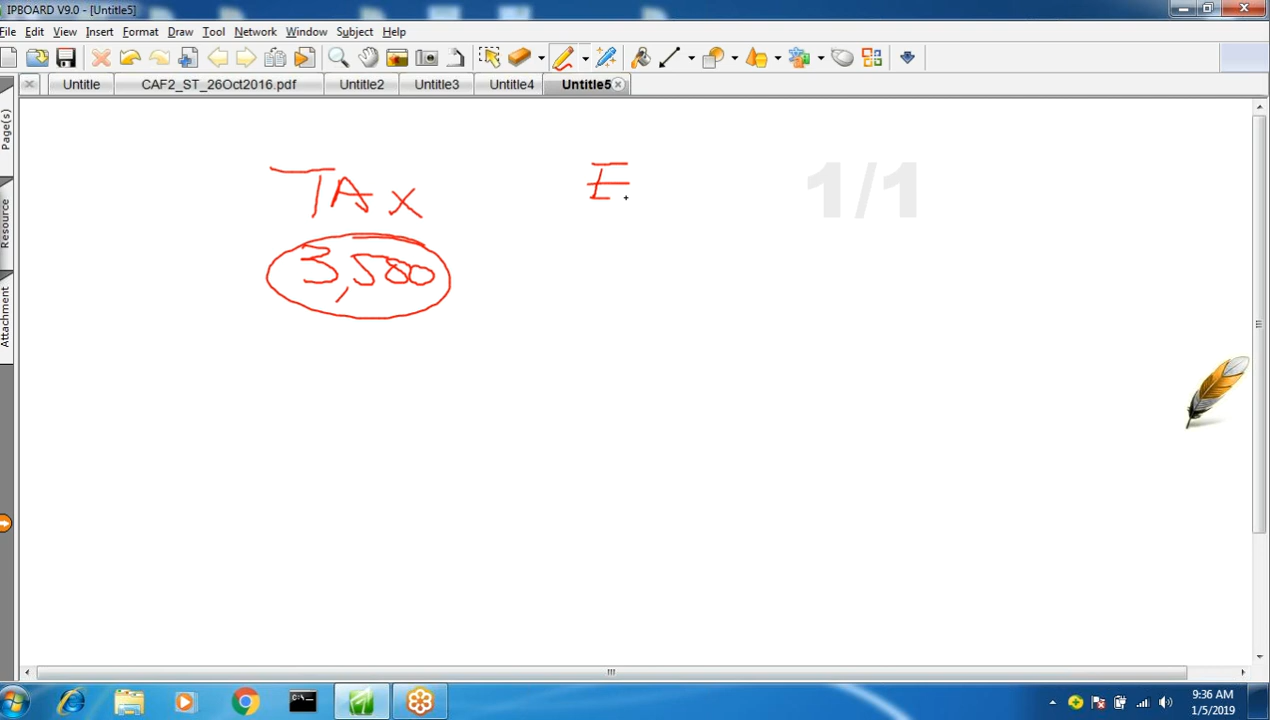 IPBOARD V9.0 - [Untitle5]
File Edit View Insert Format Draw Tool Network Window Subject Help
Untitle CAF2_ST_26Oct2016.pdf Untitle2 Untitle3 Untitle4 Untitle5
Page(s)
Resource
Attachment
TAX E
1/1
3,500
9:36 AM
1/5/2019